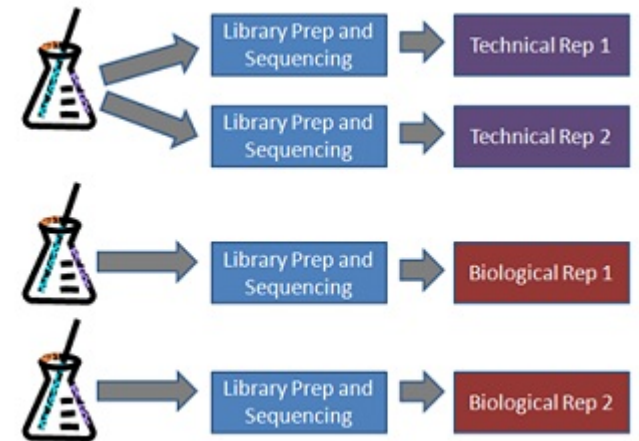 Library Prep and
Sequencing
Technical Rep 1
Library Prep and
Sequencing
Technical Rep 2
Library Prep and
Sequencing
Biological Rep 1
Library Prep and
Sequencing
Biological Rep 2